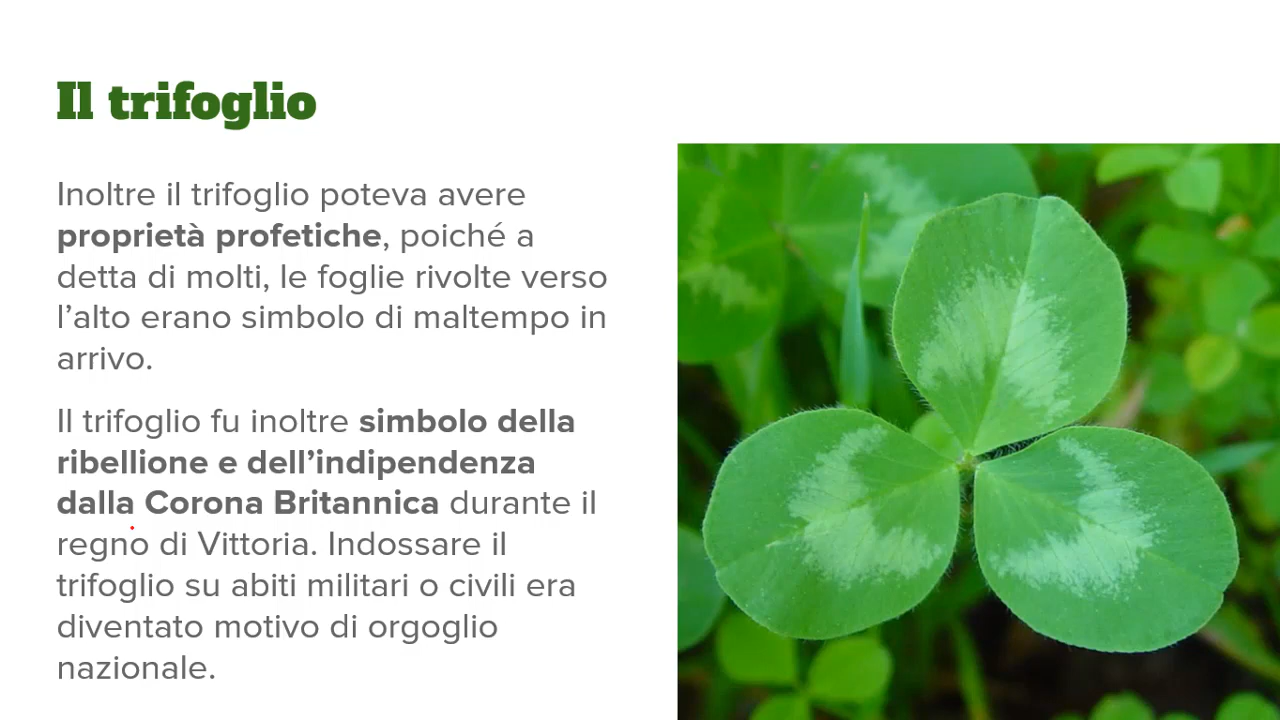 Il trifoglio
Inoltre il trifoglio poteva avere
proprietà profetiche, poiché a
detta di molti, le foglie rivolte verso
l’alto erano simbolo di maltempo in
arrivo.
Il trifoglio fu inoltre simbolo della
ribellione e dell’indipendenza
dalla Corona Britannica durante il
regno di Vittoria. Indossare il
trifoglio su abiti militari o civili era
diventato motivo di orgoglio
nazionale.